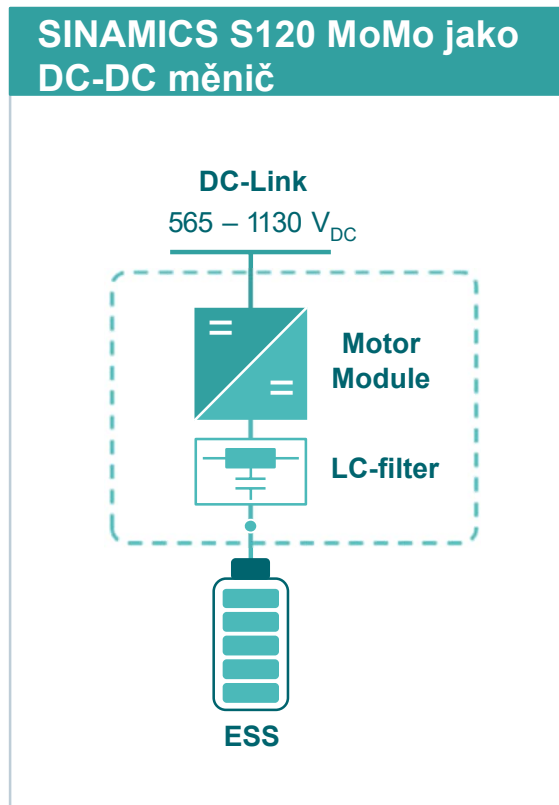 SINAMICS S120 MoMo jako
DC-DC měnič
DC-Link
565 – 1130 VDC
Motor
Module
LC-filter
ESS